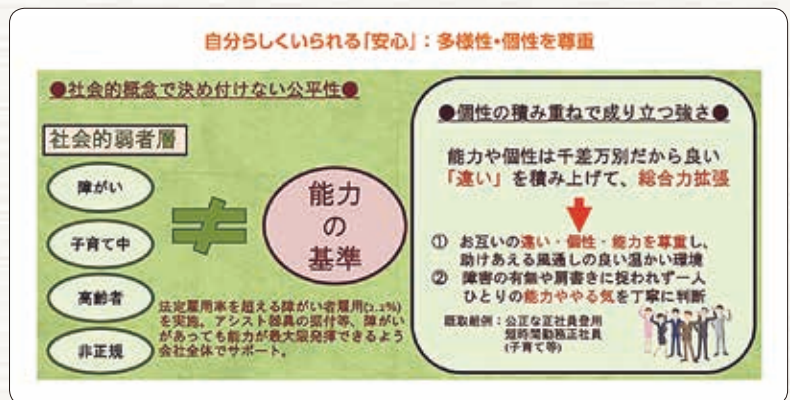 自分らしくいられる「安心」：多様性・個性を尊重
●社会的概念で決め付けない公平性●
社会的弱者層
障がい
子育て中
高齢者
非正規
≠
能力
の
基準
法定雇用率を超える障がい者雇用(2.2%)
を実施。アシスト器具の据付等、障がい
があっても能力が最大阪発揮できるよう
会社全体でサポート。
●個性の積み重ねで成り立つ強さ●
能力や個性は千差万別だから良い
「違い」を積み上げて、総合力拡張
① お互いの違い・個性・能力を尊重し、
助けあえる風通しの良い温かい環境
② 障害の有無や肩書きに捉われず一人
ひとりの能力ややる気を丁寧に判断
既取組例：公正な正社員登用
短時間勤務正社員
(子育て等)